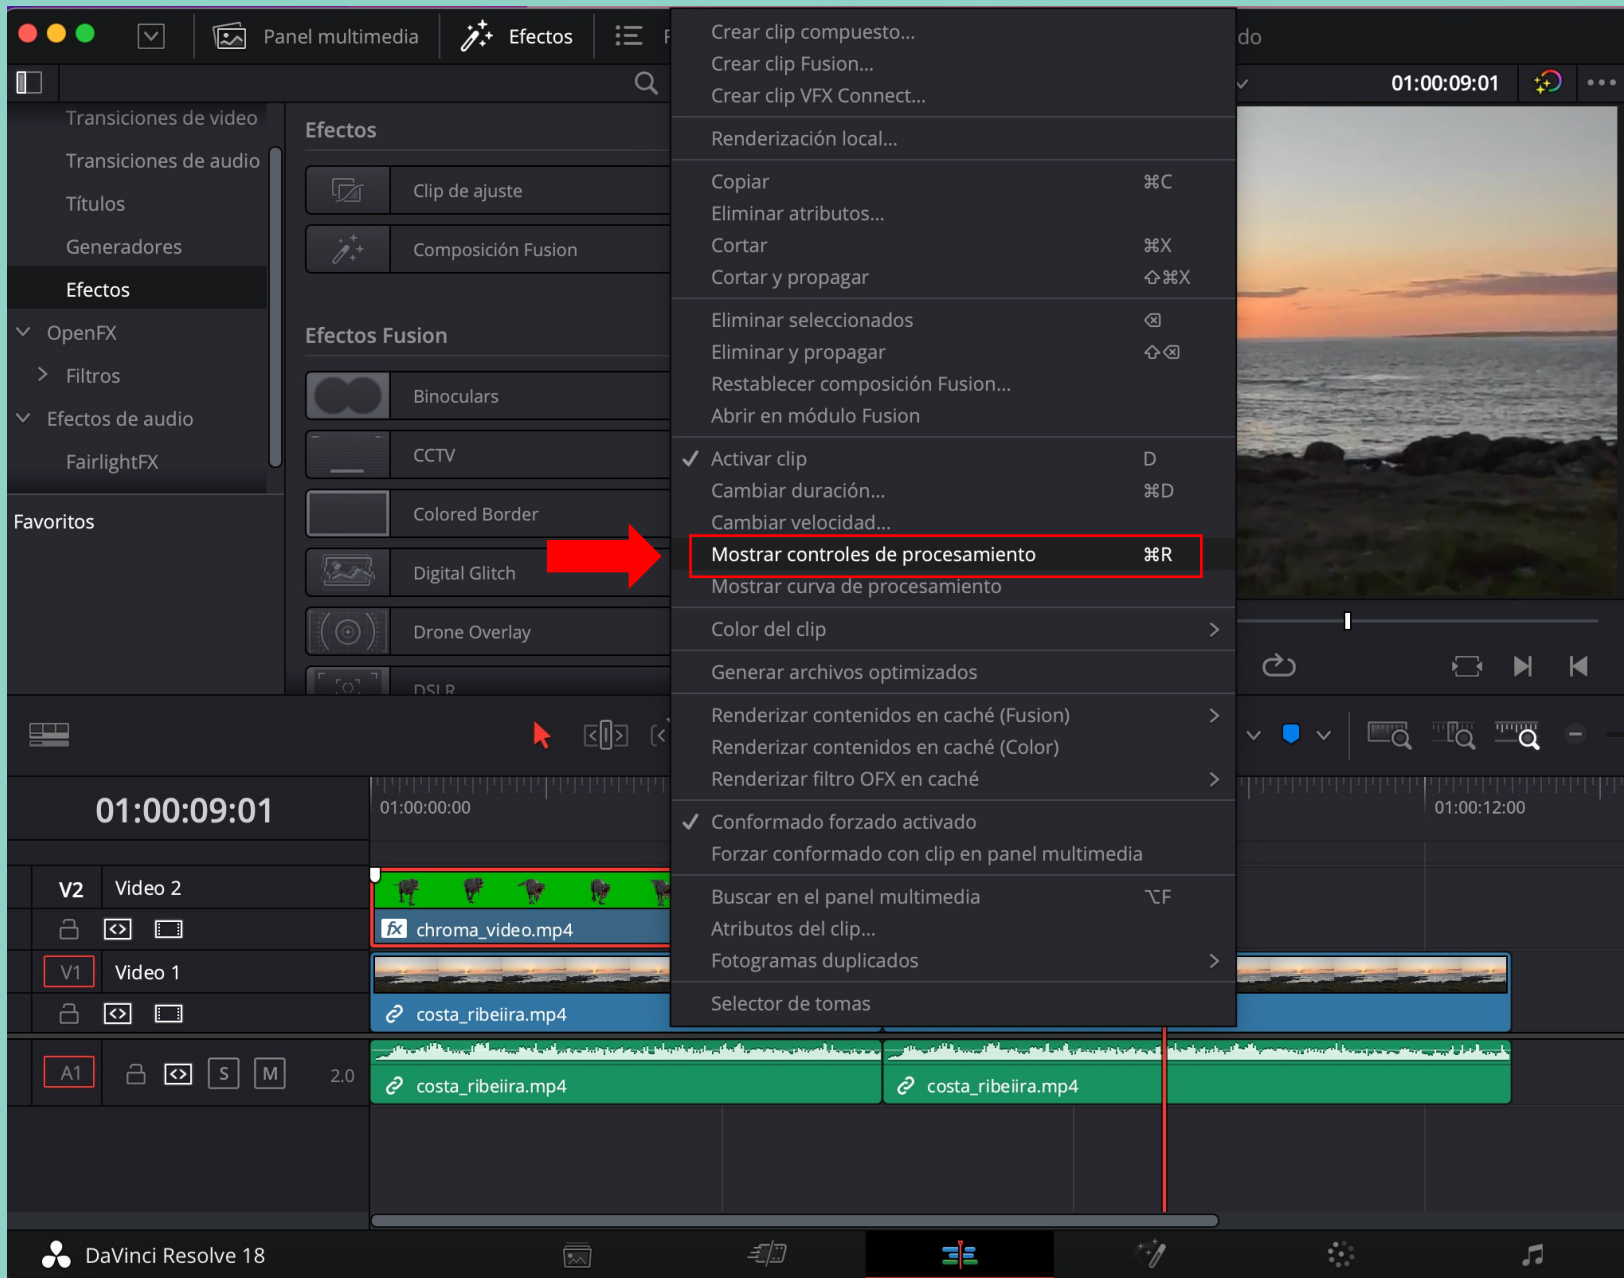 Panel multimedia
Efectos
do
01:00:09:01
Transiciones de video
Transiciones de audio
Títulos
Generadores
Efectos
OpenFX
Filtros
Efectos de audio
FairlightFX
Favoritos
Efectos
Clip de ajuste
Composición Fusion
Efectos Fusion
Binoculars
CCTV
Colored Border
Digital Glitch
Drone Overlay
DSLR
Crear clip compuesto...
Crear clip Fusion...
Crear clip VFX Connect...
Renderización local...
Copiar ⌘C
Eliminar atributos...
Cortar ⌘X
Cortar y propagar ⇧⌘X
Eliminar seleccionados ⌫
Eliminar y propagar ⇧⌫
Restablecer composición Fusion...
Abrir en módulo Fusion
✓ Activar clip D
Cambiar duración... ⌘D
Cambiar velocidad...
Mostrar controles de procesamiento ⌘R
Mostrar curva de procesamiento
Color del clip >
Generar archivos optimizados
Renderizar contenidos en caché (Fusion) >
Renderizar contenidos en caché (Color)
Renderizar filtro OFX en caché >
✓ Conformado forzado activado
Forzar conformado con clip en panel multimedia
Buscar en el panel multimedia ⌥F
Atributos del clip...
Fotogramas duplicados >
Selector de tomas
01:00:09:01
01:00:00:00
01:00:12:00
V2 Video 2
fx chroma_video.mp4
V1 Video 1
costa_ribeiira.mp4
A1 S M 2.0
costa_ribeiira.mp4
costa_ribeiira.mp4
DaVinci Resolve 18